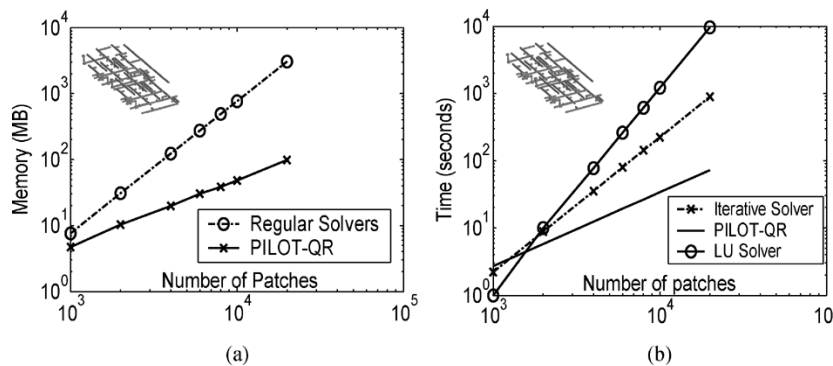 10^4
10^3
10^2
10^1
10^0
Memory (MB)
Regular Solvers
PILOT-QR
Number of Patches
10^3
10^4
10^5
(a)
10^4
10^3
10^2
10^1
10^0
Time (seconds)
Iterative Solver
PILOT-QR
LU Solver
Number of patches
10^3
10^4
(b)